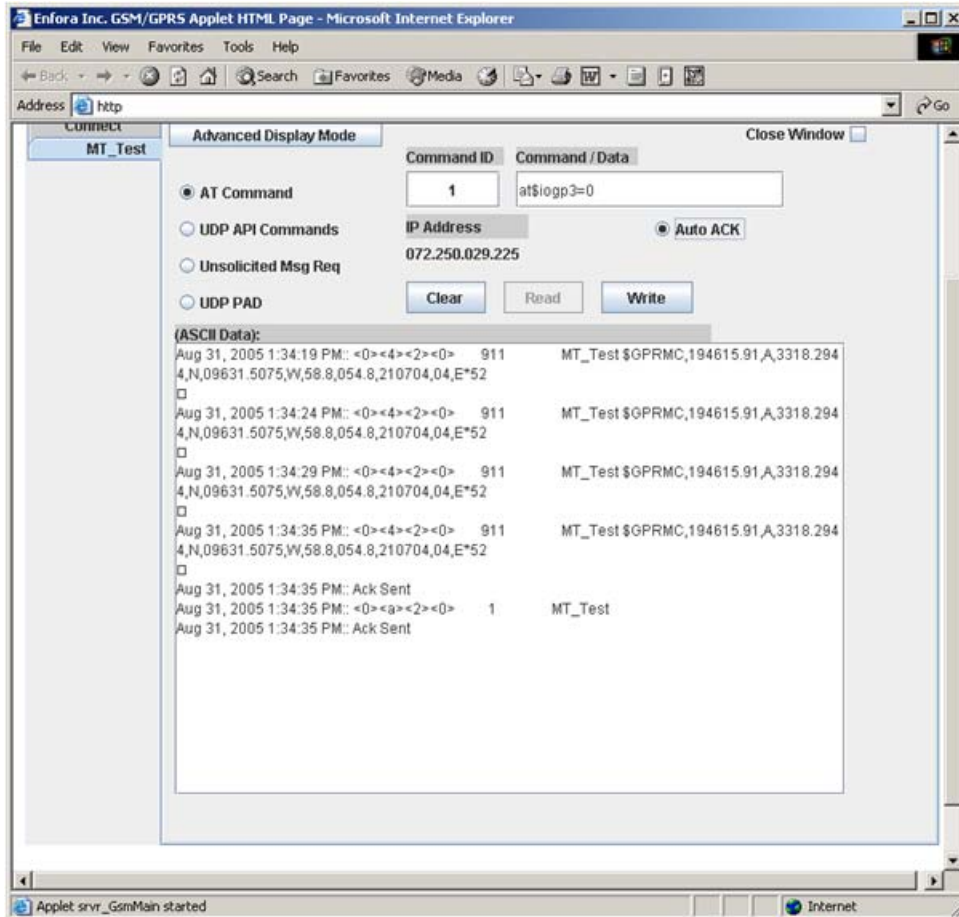 Enfora Inc. GSM/GPRS Applet HTML Page - Microsoft Internet Explorer
File Edit View Favorites Tools Help
Back Search Favorites Media
Address http Go
Connect
MT_Test
Advanced Display Mode
Close Window
Command ID Command / Data
AT Command
1
at$iogp3=0
UDP API Commands
IP Address
Auto ACK
072.250.029.225
Unsolicited Msg Req
UDP PAD
Clear Read Write
(ASCII Data):
Aug 31, 2005 1:34:19 PM:: <0><4><2><0> 911 MT_Test $GPRMC,194615.91,A,3318.294
4,N,09631.5075,W,58.8,054.8,210704,04,E*52
Aug 31, 2005 1:34:24 PM:: <0><4><2><0> 911 MT_Test $GPRMC,194615.91,A,3318.294
4,N,09631.5075,W,58.8,054.8,210704,04,E*52
Aug 31, 2005 1:34:29 PM:: <0><4><2><0> 911 MT_Test $GPRMC,194615.91,A,3318.294
4,N,09631.5075,W,58.8,054.8,210704,04,E*52
Aug 31, 2005 1:34:35 PM:: <0><4><2><0> 911 MT_Test $GPRMC,194615.91,A,3318.294
4,N,09631.5075,W,58.8,054.8,210704,04,E*52
Aug 31, 2005 1:34:35 PM:: Ack Sent
Aug 31, 2005 1:34:35 PM:: <0><a><2><0> 1 MT_Test
Aug 31, 2005 1:34:35 PM:: Ack Sent
Applet srvr_GsmMain started
Internet